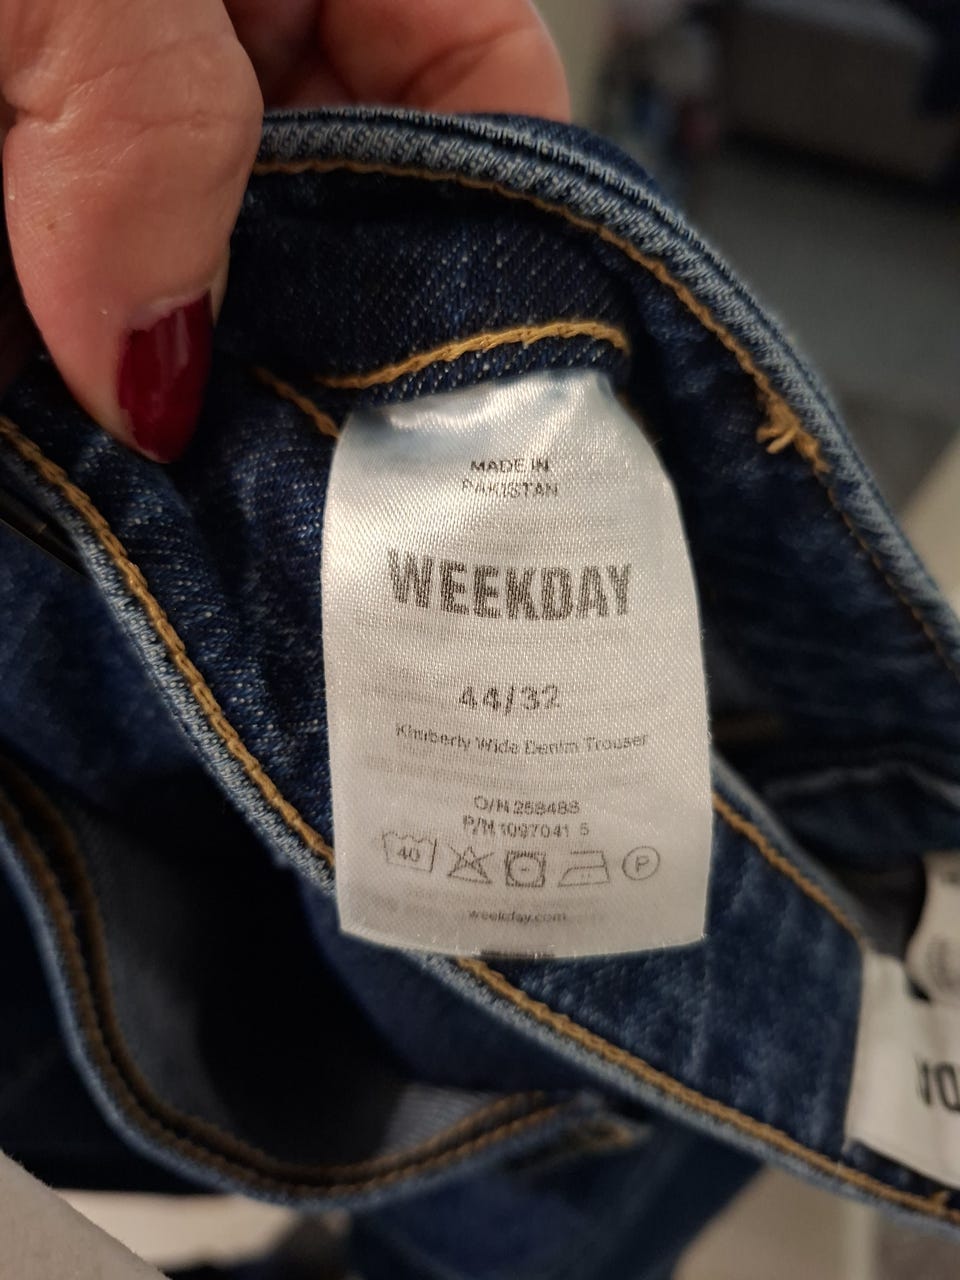 MADE IN
PAKISTAN
WEEKDAY
44/32
Kimberly Wide Denim Trouser
O/N 258488
P/N 1097041 5
40 P
weekday.com